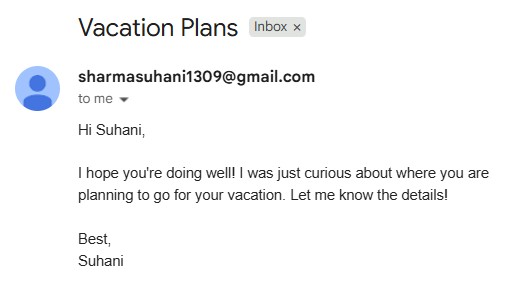 Vacation Plans Inbox ×
sharmasuhani1309@gmail.com
to me
Hi Suhani,
I hope you're doing well! I was just curious about where you are
planning to go for your vacation. Let me know the details!
Best,
Suhani